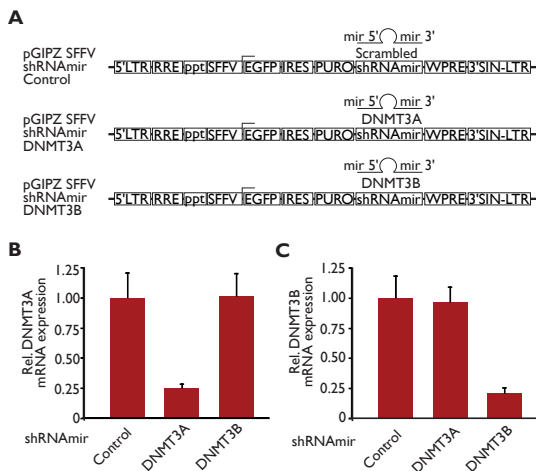 A
mir 5' mir 3'
Scrambled
pGIPZ SFFV
shRNAmir
Control
5'LTR RRE ppt SFFV EGFP IRES PURO shRNAmir WPRE 3'SIN-LTR
mir 5' mir 3'
DNMT3A
pGIPZ SFFV
shRNAmir
DNMT3A
5'LTR RRE ppt SFFV EGFP IRES PURO shRNAmir WPRE 3'SIN-LTR
mir 5' mir 3'
DNMT3B
pGIPZ SFFV
shRNAmir
DNMT3B
5'LTR RRE ppt SFFV EGFP IRES PURO shRNAmir WPRE 3'SIN-LTR
B
Rel. DNMT3A
mRNA expression
1.25
1.00
0.75
0.50
0.25
0
shRNAmir
Control
DNMT3A
DNMT3B
C
Rel. DNMT3B
mRNA expression
1.25
1.00
0.75
0.50
0.25
0
shRNAmir
Control
DNMT3A
DNMT3B